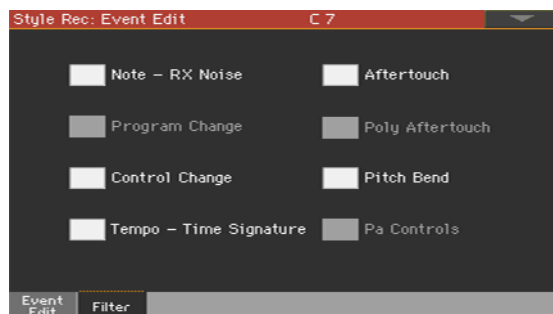 Style Rec: Event Edit C 7
Note – RX Noise Aftertouch
Program Change Poly Aftertouch
Control Change Pitch Bend
Tempo – Time Signature Pa Controls
Event Edit Filter